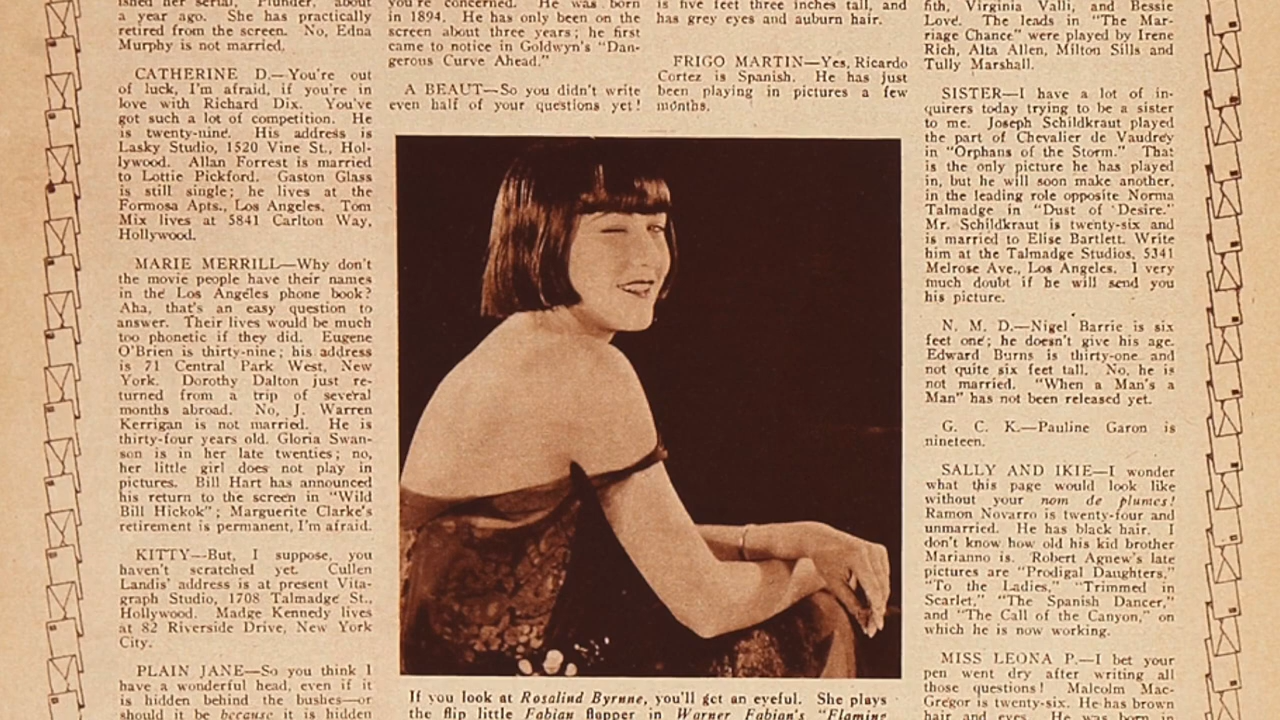 ished her serial, "Plunder," about
a year ago. She has practically
retired from the screen. No, Edna
Murphy is not married.
CATHERINE D.—You're out
of luck, I'm afraid, if you're in
love with Richard Dix. You've
got such a lot of competition. He
is twenty-nine. His address is
Lasky Studio, 1520 Vine St., Hol-
lywood. Allan Forrest is married
to Lottie Pickford. Gaston Glass
is still single; he lives at the
Formosa Apts., Los Angeles. Tom
Mix lives at 5841 Carlton Way,
Hollywood.
MARIE MERRILL—Why don't
the movie people have their names
in the Los Angeles phone book?
Aha, that's an easy question to
answer. Their lives would be much
too phonetic if they did. Eugene
O'Brien is thirty-nine; his address
is 71 Central Park West, New
York. Dorothy Dalton just re-
turned from a trip of several
months abroad. No, J. Warren
Kerrigan is not married. He is
thirty-four years old. Gloria Swan-
son is in her late twenties; no,
her little girl does not play in
pictures. Bill Hart has announced
his return to the screen in "Wild
Bill Hickok"; Marguerite Clarke's
retirement is permanent, I'm afraid.
KITTY—But, I suppose, you
haven't scratched yet. Cullen
Landis' address is at present Vita-
graph Studio, 1708 Talmadge St.,
Hollywood. Madge Kennedy lives
at 82 Riverside Drive, New York
City.
PLAIN JANE—So you think I
have a wonderful head, even if it
is hidden behind the bushes—or
should it be because it is hidden
you're concerned. He was born
in 1894. He has only been on the
screen about three years; he first
came to notice in Goldwyn's "Dan-
gerous Curve Ahead."
A BEAUT—So you didn't write
even half of your questions yet!
is five feet three inches tall, and
has grey eyes and auburn hair.
FRIGO MARTIN—Yes, Ricardo
Cortez is Spanish. He has just
been playing in pictures a few
months.
If you look at Rosalind Byrnne, you'll get an eyeful. She plays
the flip little Fabian flapper in Warner Fabian's "Flaming
fith, Virginia Valli, and Bessie
Love. The leads in "The Mar-
riage Chance" were played by Irene
Rich, Alta Allen, Milton Sills and
Tully Marshall.
SISTER—I have a lot of in-
quirers today trying to be a sister
to me. Joseph Schildkraut played
the part of Chevalier de Vaudrey
in "Orphans of the Storm." That
is the only picture he has played
in, but he will soon make another,
in the leading role opposite Norma
Talmadge in "Dust of Desire."
Mr. Schildkraut is twenty-six and
is married to Elise Bartlett. Write
him at the Talmadge Studios, 5341
Melrose Ave., Los Angeles. I very
much doubt if he will send you
his picture.
N. M. D.—Nigel Barrie is six
feet one; he doesn't give his age.
Edward Burns is thirty-one and
not quite six feet tall. No, he is
not married. "When a Man's a
Man" has not been released yet.
G. C. K.—Pauline Garon is
nineteen.
SALLY AND IKIE—I wonder
what this page would look like
without your nom de plumes!
Ramon Novarro is twenty-four and
unmarried. He has black hair. I
don't know how old his kid brother
Marianno is. Robert Agnew's late
pictures are "Prodigal Daughters,"
"To the Ladies," "Trimmed in
Scarlet," "The Spanish Dancer,"
and "The Call of the Canyon," on
which he is now working.
MISS LEONA P.—I bet your
pen went dry after writing all
those questions! Malcolm Mac-
Gregor is twenty-six. He has brown
hair and eyes. He was born in